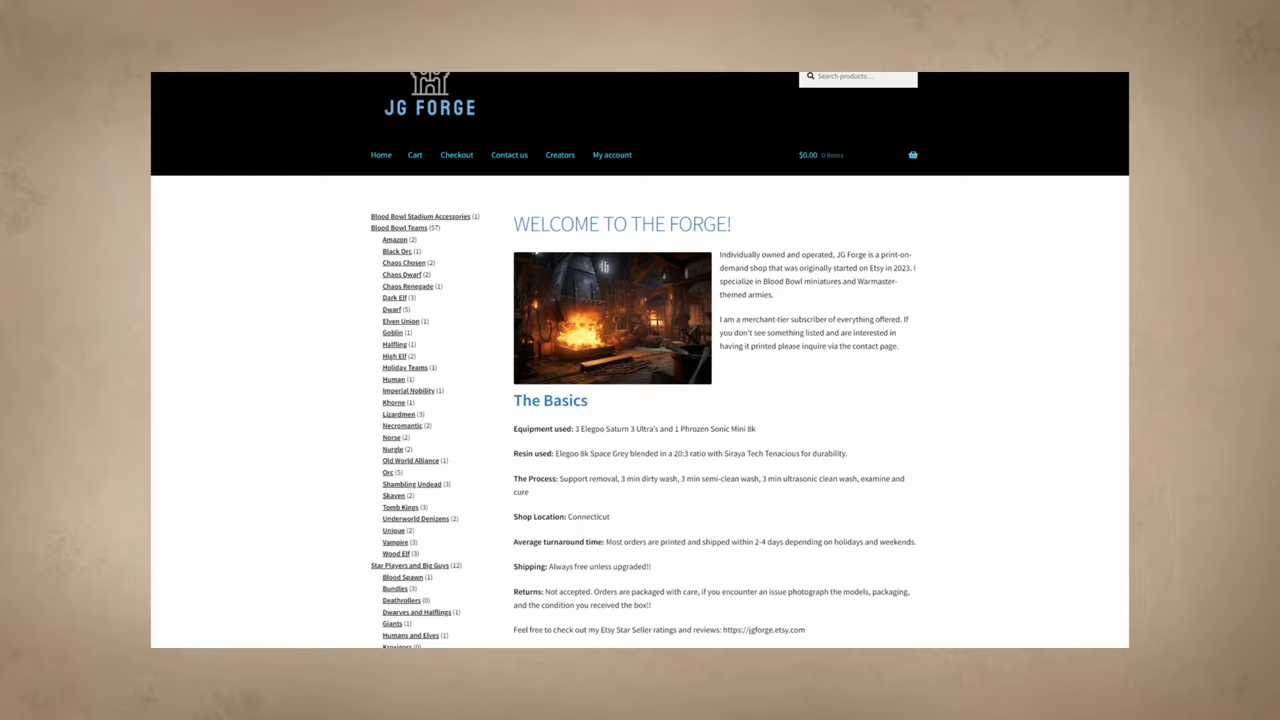 JG FORGE
Search products...
Home
Cart
Checkout
Contact us
Creators
My account
$0.00 0 items
Blood Bowl Stadium Accessories (1)
Blood Bowl Teams (57)
Amazon (2)
Black Orc (1)
Chaos Chosen (2)
Chaos Dwarf (2)
Chaos Renegade (1)
Dark Elf (3)
Dwarf (5)
Elven Union (1)
Goblin (1)
Halfling (1)
High Elf (2)
Holiday Teams (1)
Human (1)
Imperial Nobility (1)
Khorne (1)
Lizardmen (3)
Necromantic (2)
Norse (2)
Nurgle (2)
Old World Alliance (1)
Orc (5)
Shambling Undead (3)
Skaven (2)
Tomb Kings (3)
Underworld Denizens (2)
Unique (2)
Vampire (3)
Wood Elf (3)
Star Players and Big Guys (12)
Blood Spawn (1)
Bundles (3)
Deathrollers (0)
Dwarves and Halflings (1)
Giants (1)
Humans and Elves (1)
WELCOME TO THE FORGE!
Individually owned and operated, JG Forge is a print-on-
demand shop that was originally started on Etsy in 2023. I
specialize in Blood Bowl miniatures and Warmaster-
themed armies.
I am a merchant-tier subscriber of everything offered. If
you don't see something listed and are interested in
having it printed please inquire via the contact page.
The Basics
Equipment used: 3 Elegoo Saturn 3 Ultra's and 1 Phrozen Sonic Mini 8k
Resin used: Elegoo 8k Space Grey blended in a 20:3 ratio with Siraya Tech Tenacious for durability.
The Process: Support removal, 3 min dirty wash, 3 min semi-clean wash, 3 min ultrasonic clean wash, examine and
cure
Shop Location: Connecticut
Average turnaround time: Most orders are printed and shipped within 2-4 days depending on holidays and weekends.
Shipping: Always free unless upgraded!!
Returns: Not accepted. Orders are packaged with care, if you encounter an issue photograph the models, packaging,
and the condition you received the box!!
Feel free to check out my Etsy Star Seller ratings and reviews: https://jgforge.etsy.com